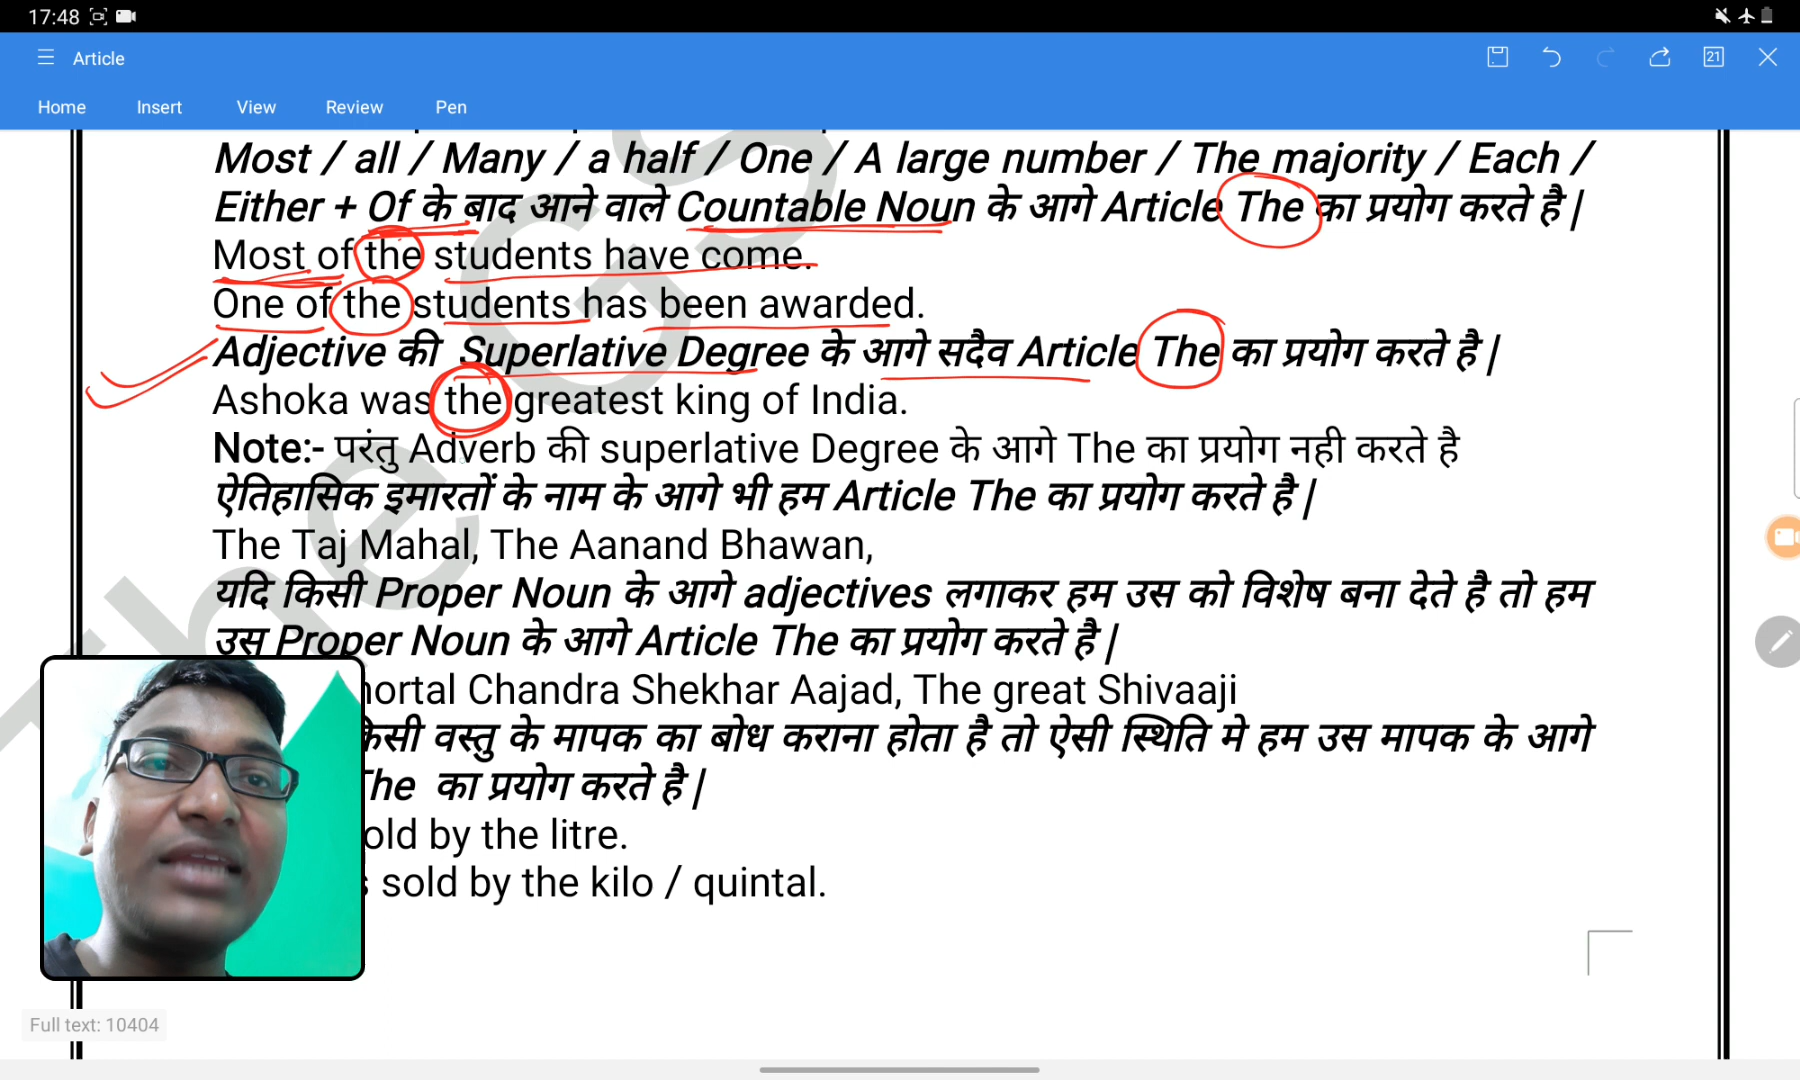 17:48
Article
21
Home Insert View Review Pen
Most / all / Many / a half / One / A large number / The majority / Each /
Either + Of के बाद आने वाले Countable Noun के आगे Article The का प्रयोग करते है |
Most of the students have come.
One of the students has been awarded.
Adjective की Superlative Degree के आगे सदैव Article The का प्रयोग करते है |
Ashoka was the greatest king of India.
Note:- परंतु Adverb की superlative Degree के आगे The का प्रयोग नही करते है
ऐतिहासिक इमारतों के नाम के आगे भी हम Article The का प्रयोग करते है |
The Taj Mahal, The Aanand Bhawan,
यदि किसी Proper Noun के आगे adjectives लगाकर हम उस को विशेष बना देते है तो हम
उस Proper Noun के आगे Article The का प्रयोग करते है |
Chandra Shekhar Aajad, The great Shivaaji
किसी वस्तु के मापक का बोध कराना होता है तो ऐसी स्थिति मे हम उस मापक के आगे
The का प्रयोग करते है |
old by the litre.
sold by the kilo / quintal.
Full text: 10404
The GS